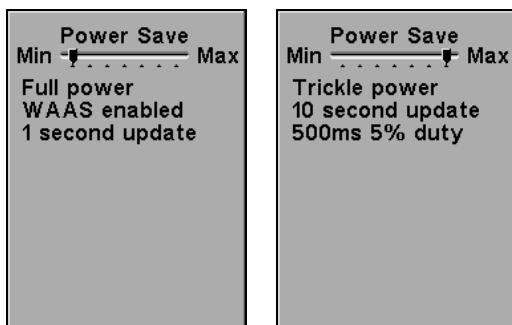 Power Save
Min Max
Full power
WAAS enabled
1 second update
Power Save
Min Max
Trickle power
10 second update
500ms 5% duty